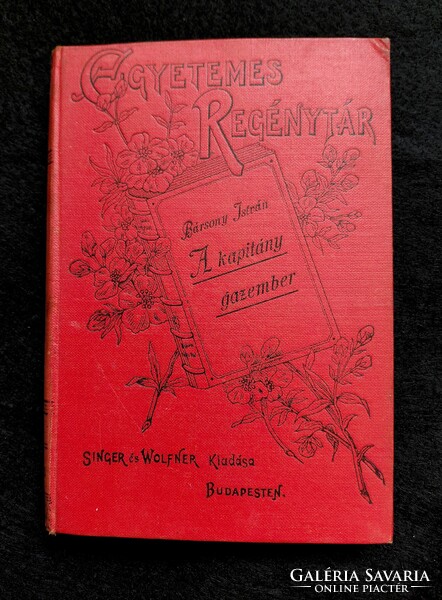 EGYETEMES
REGÉNYTÁR
Bársony István
A kapitány
gazember
SINGER és WOLFNER Kiadása
BUDAPESTEN.
GALÉRIA SAVARIA
ONLINE PIACTÉR